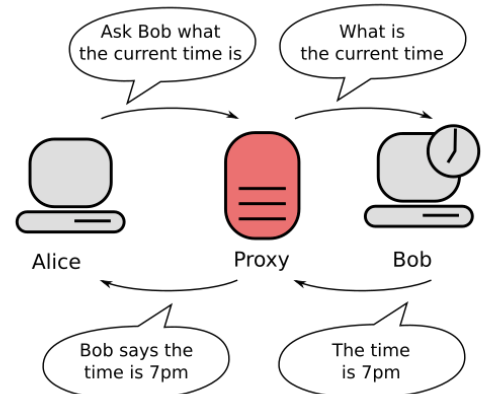 Ask Bob what
the current time is
What is
the current time
Alice
Proxy
Bob
Bob says the
time is 7pm
The time
is 7pm